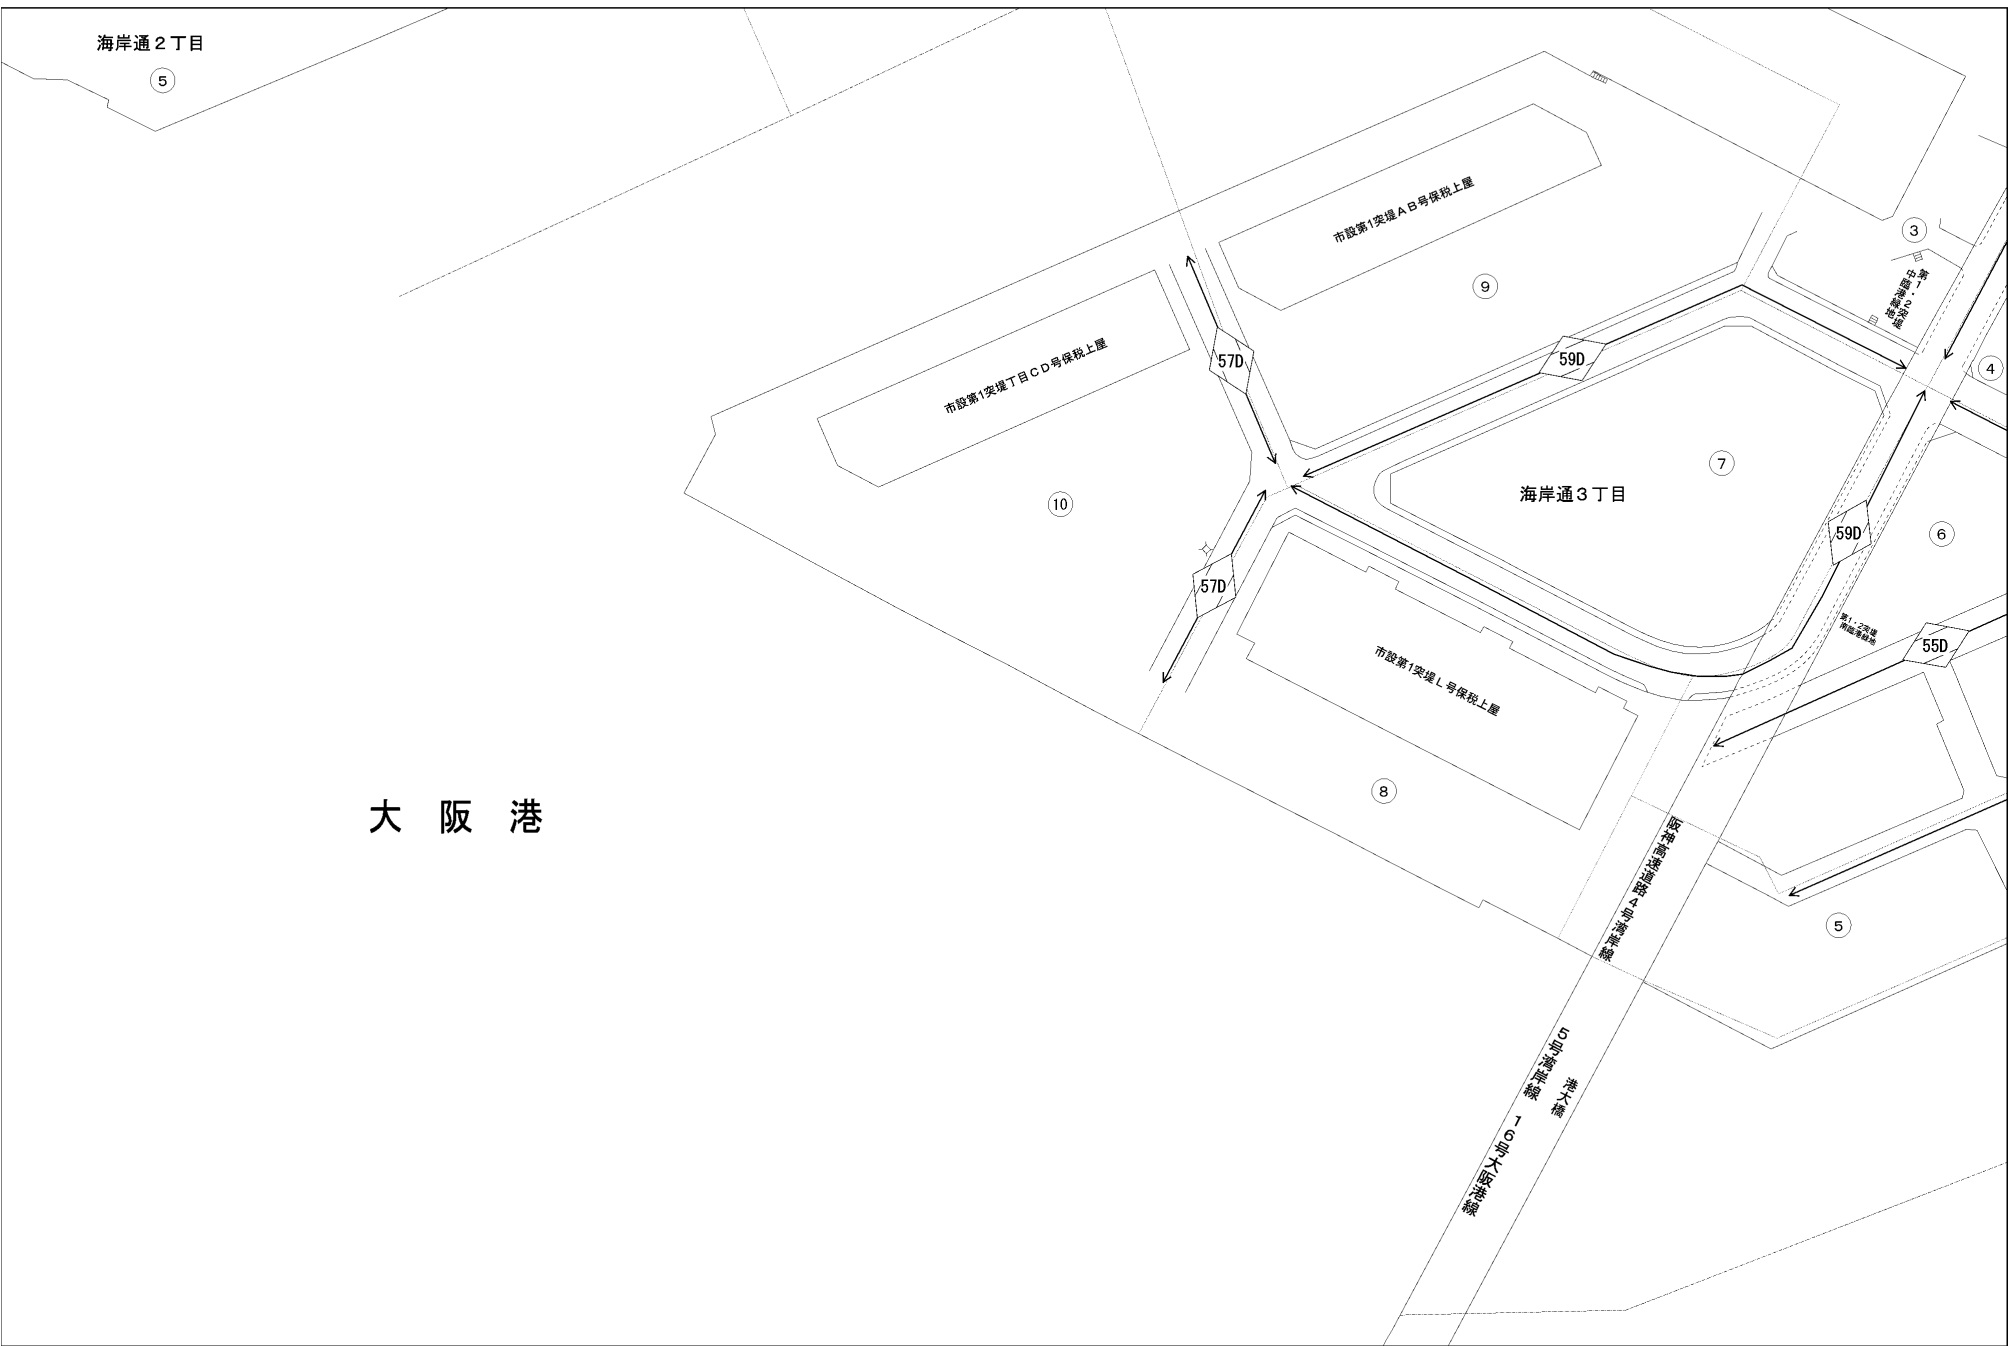 海岸通２丁目
5
市設第1突堤ＡＢ号保税上屋
3
第1・2突堤
中臨港緑地
9
57D
59D
市設第1突堤丁目ＣＤ号保税上屋
4
7
海岸通３丁目
10
59D
6
57D
第1・2突堤
南臨港緑地
55D
市設第1突堤Ｌ号保税上屋
8
大阪港
阪神高速道路４号湾岸線
5
５号湾岸線　１６号大阪港線
港大橋